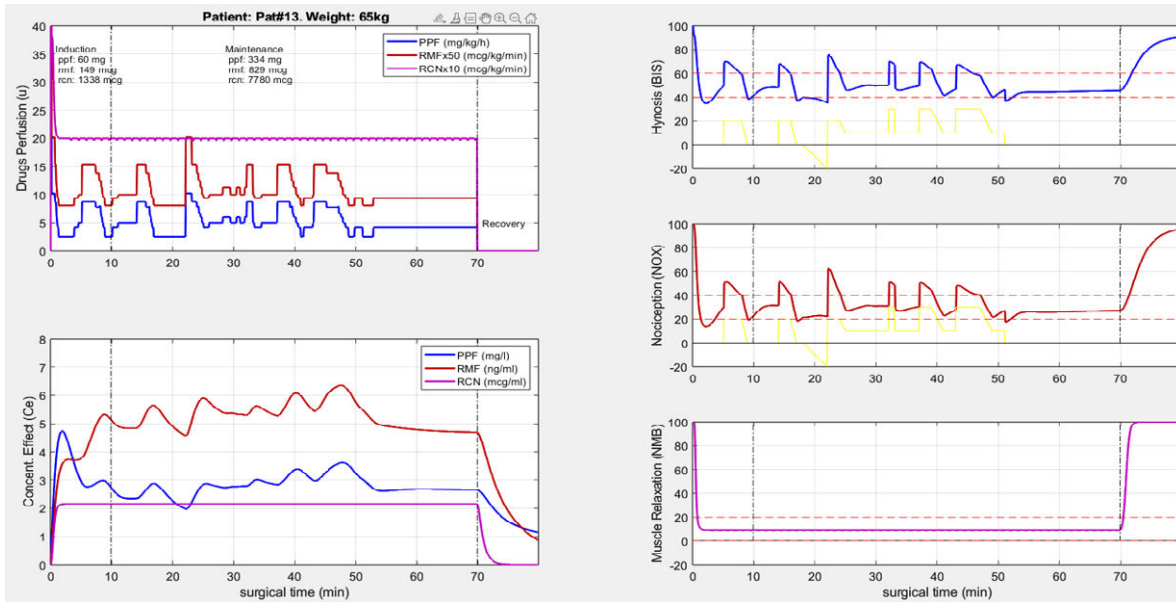 Patient: Pat#13. Weight: 65kg
40
35
30
25
20
15
10
5
0
Drugs Perfusion (u)
Induction
ppf: 60 mg
rmf: 149 mcg
rcn: 1338 mcg
Maintenance
ppf: 334 mg
rmf: 829 mcg
rcn: 7780 mcg
PPF (mg/kg/h)
RMFx50 (mcg/kg/min)
RCNx10 (mcg/kg/min)
Recovery
0 10 20 30 40 50 60 70
8
7
6
5
4
3
2
1
0
Concent. Effect (Ce)
PPF (mg/l)
RMF (ng/ml)
RCN (mcg/ml)
0 10 20 30 40 50 60 70
surgical time (min)
100
80
60
40
20
0
-20
Hynosis (BIS)
0 10 20 30 40 50 60 70
100
80
60
40
20
0
-20
Nociception (NOX)
0 10 20 30 40 50 60 70
100
80
60
40
20
0
-20
Muscle Relaxation (NMB)
0 10 20 30 40 50 60 70
surgical time (min)